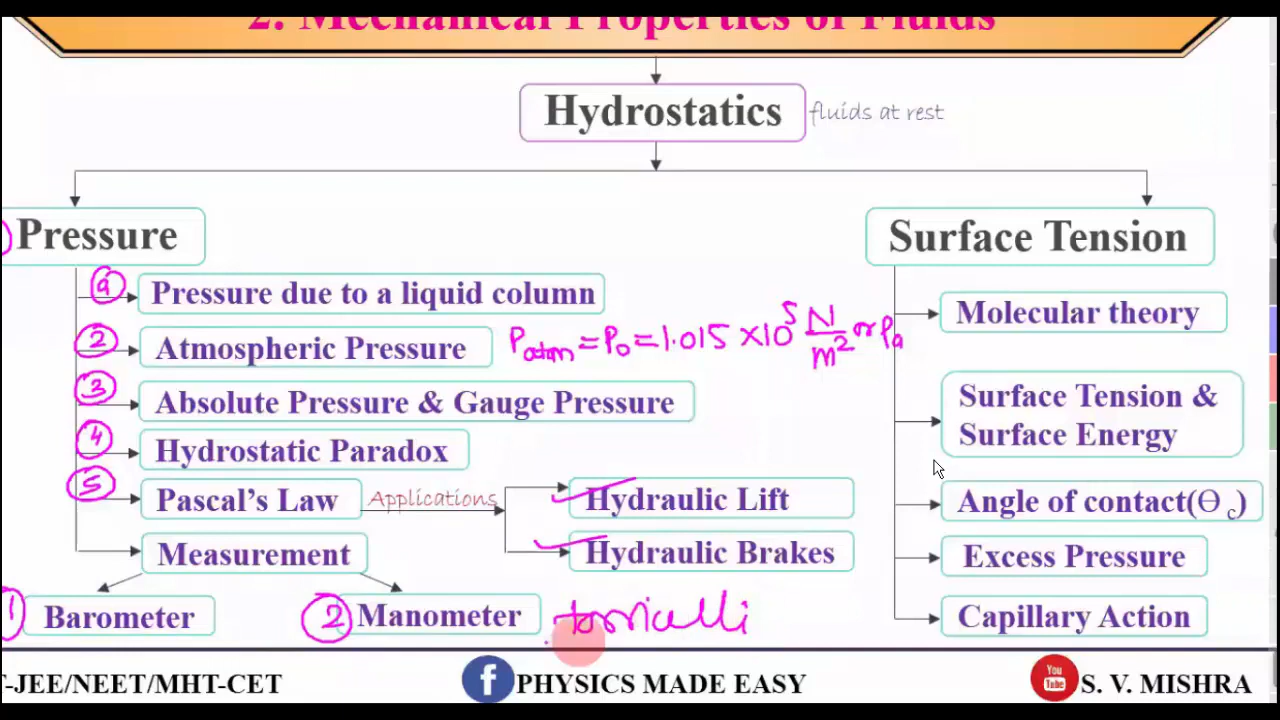 2. Mechanical Properties of Fluids
Hydrostatics fluids at rest
Pressure
Surface Tension
a Pressure due to a liquid column
2 Atmospheric Pressure Patm = P0 = 1.015 ×10^5 N/m^2 or Pa
3 Absolute Pressure & Gauge Pressure
4 Hydrostatic Paradox
5 Pascal's Law Applications
Hydraulic Lift
Hydraulic Brakes
Measurement
1 Barometer
2 Manometer
torricelli
Molecular theory
Surface Tension &
Surface Energy
Angle of contact(Θc)
Excess Pressure
Capillary Action
T-JEE/NEET/MHT-CET
f PHYSICS MADE EASY
You Tube S. V. MISHRA